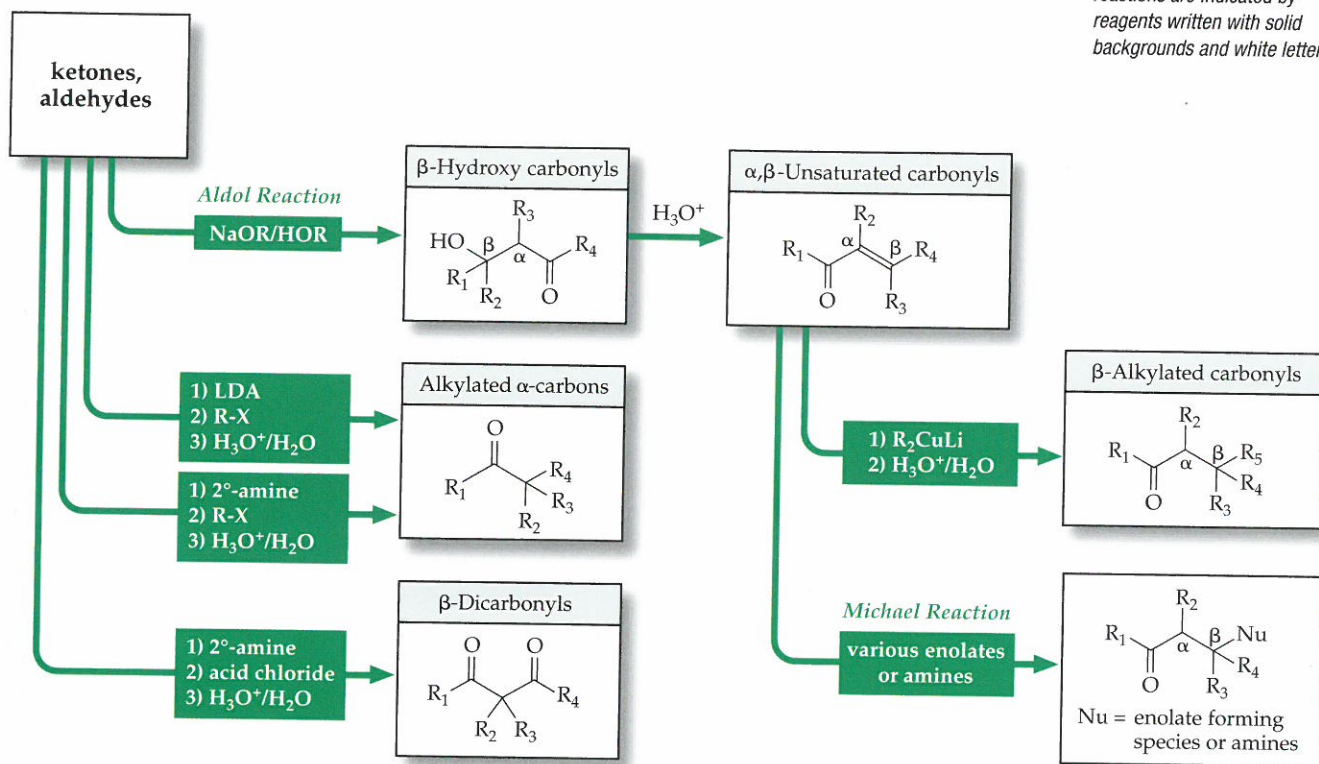 reactions are indicated by
reagents written with solid
backgrounds and white letter
ketones,
aldehydes
Aldol Reaction
NaOR/HOR
β-Hydroxy carbonyls
HO
β
α
R₃
R₄
R₁
R₂
O
H₃O⁺
α,β-Unsaturated carbonyls
R₂
R₁
α
β
R₄
O
R₃
1) LDA
2) R-X
3) H₃O⁺/H₂O
1) 2°-amine
2) R-X
3) H₃O⁺/H₂O
Alkylated α-carbons
O
R₄
R₁
R₃
R₂
1) R₂CuLi
2) H₃O⁺/H₂O
β-Alkylated carbonyls
R₂
R₁
α
β
R₅
R₄
O
R₃
1) 2°-amine
2) acid chloride
3) H₃O⁺/H₂O
β-Dicarbonyls
O O
R₁ R₄
R₂ R₃
Michael Reaction
various enolates
or amines
R₂
R₁
α
β
Nu
R₄
O
R₃
Nu = enolate forming
species or amines